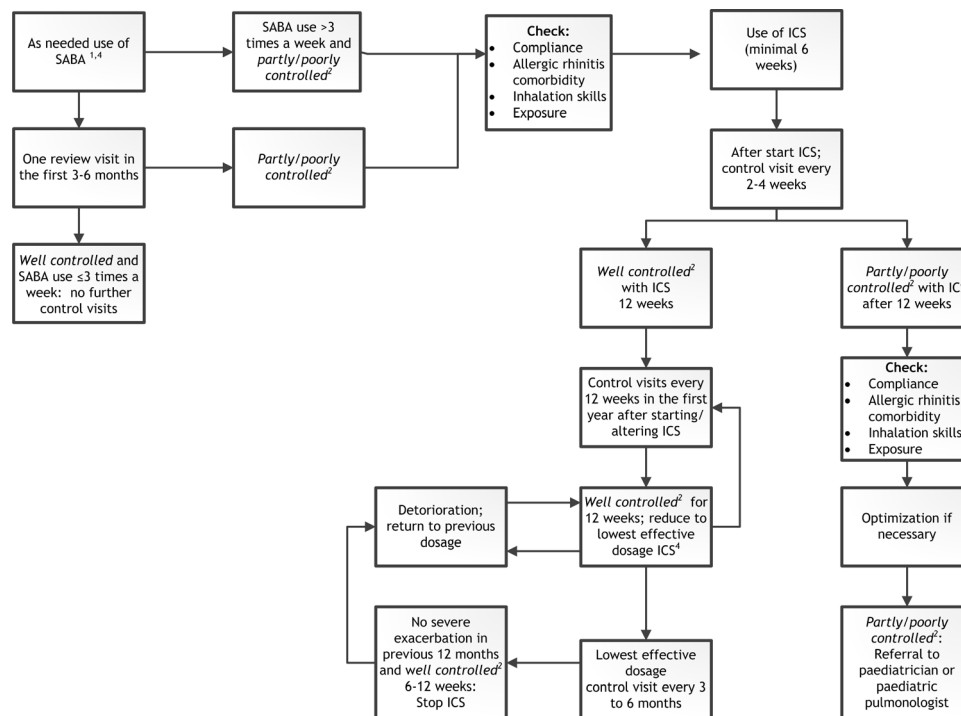 As needed use of
SABA ¹,⁴
SABA use >3
times a week and
partly/poorly
controlled²
Check:
• Compliance
• Allergic rhinitis
comorbidity
• Inhalation skills
• Exposure
Use of ICS
(minimal 6
weeks)
One review visit in
the first 3-6 months
Partly/poorly
controlled²
After start ICS;
control visit every
2-4 weeks
Well controlled and
SABA use ≤3 times a
week: no further
control visits
Well controlled²
with ICS
12 weeks
Partly/poorly
controlled² with ICS
after 12 weeks
Control visits every
12 weeks in the first
year after starting/
altering ICS
Check:
• Compliance
• Allergic rhinitis
comorbidity
• Inhalation skills
• Exposure
Detorioration;
return to previous
dosage
Well controlled² for
12 weeks; reduce to
lowest effective
dosage ICS⁴
Optimization if
necessary
No severe
exacerbation in
previous 12 months
and well controlled²
6-12 weeks:
Stop ICS
Lowest effective
dosage
control visit every 3
to 6 months
Partly/poorly
controlled²:
Referral to
paediatrician or
paediatric
pulmonologist